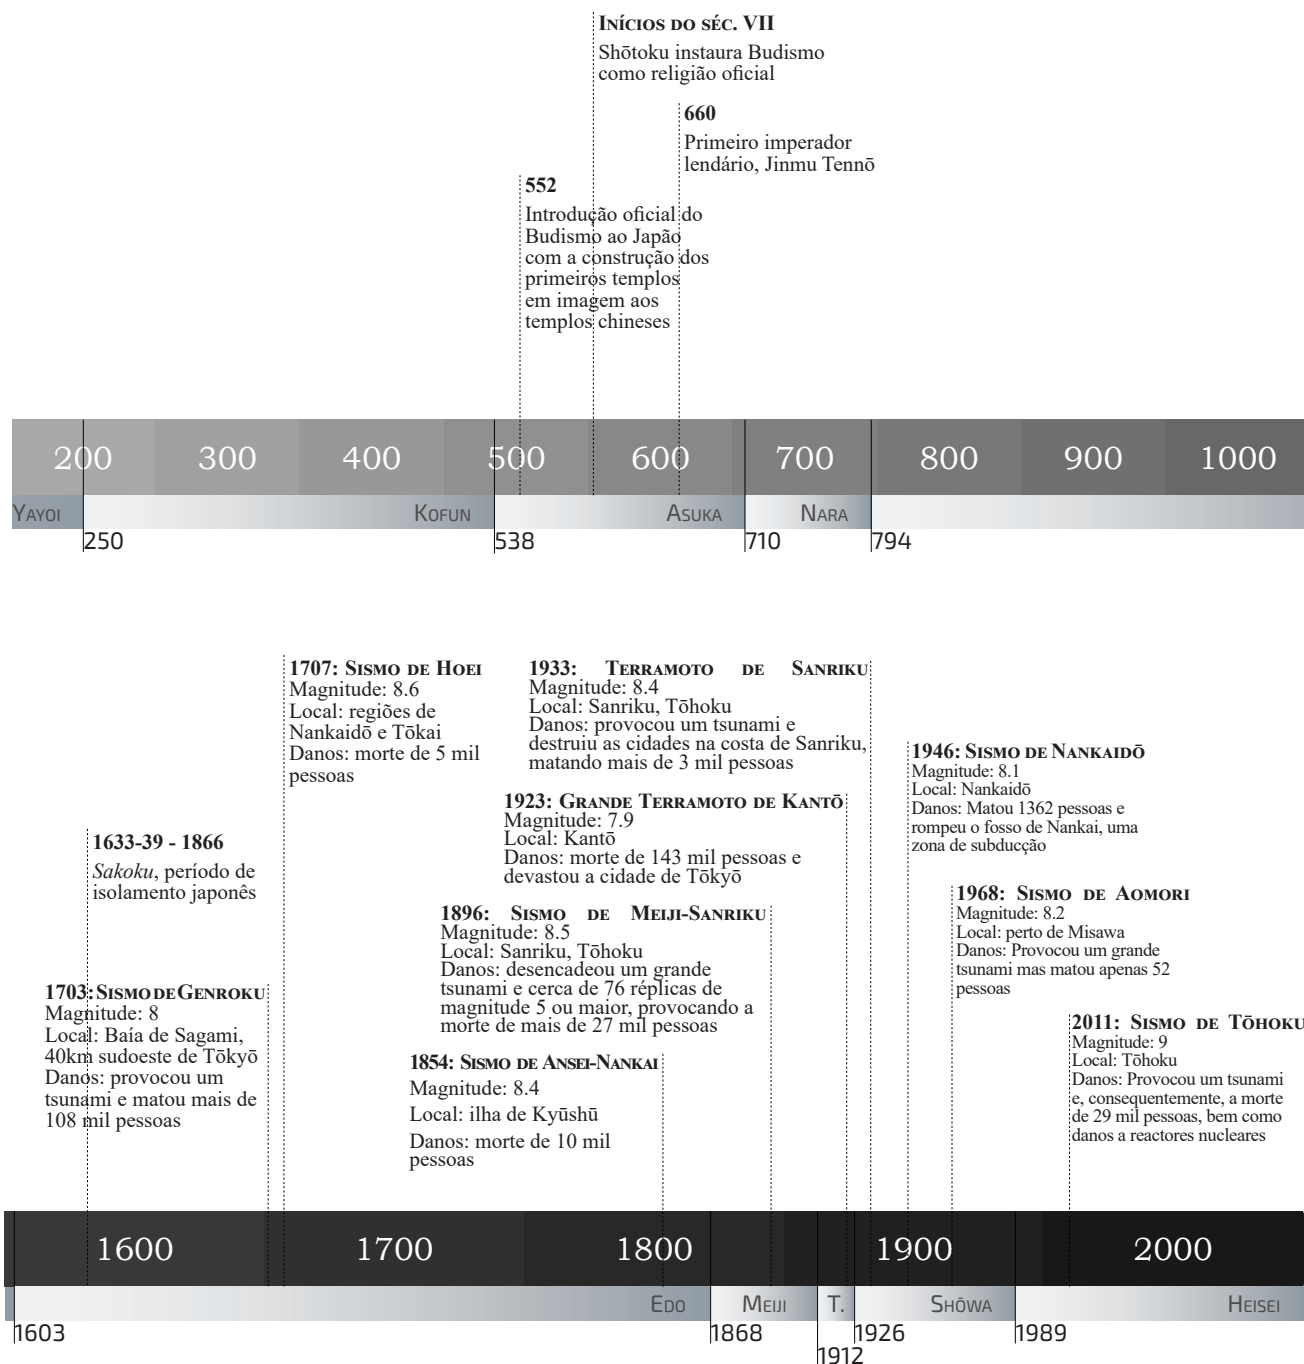 Inícios do séc. VII
Shōtoku instaura Budismo
como religião oficial
660
Primeiro imperador
lendário, Jinmu Tennō
552
Introdução oficial do
Budismo ao Japão
com a construção dos
primeiros templos
em imagem aos
templos chineses
200 300 400 500 600 700 800 900 1000
Yayoi Kofun Asuka Nara
250 538 710 794
1707: Sismo de Hoei
Magnitude: 8.6
Local: regiões de
Nankaidō e Tōkai
Danos: morte de 5 mil
pessoas
1933: Terramoto de Sanriku
Magnitude: 8.4
Local: Sanriku, Tōhoku
Danos: provocou um tsunami e
destruiu as cidades na costa de Sanriku,
matando mais de 3 mil pessoas
1946: Sismo de Nankaidō
Magnitude: 8.1
Local: Nankaidō
Danos: Matou 1362 pessoas e
rompeu o fosso de Nankai, uma
zona de subducção
1923: Grande Terramoto de Kantō
Magnitude: 7.9
Local: Kantō
Danos: morte de 143 mil pessoas e
devastou a cidade de Tōkyō
1633-39 - 1866
Sakoku, período de
isolamento japonês
1968: Sismo de Aomori
Magnitude: 8.2
Local: perto de Misawa
Danos: Provocou um grande
tsunami mas matou apenas 52
pessoas
1896: Sismo de Meiji-Sanriku
Magnitude: 8.5
Local: Sanriku, Tōhoku
Danos: desencadeou um grande
tsunami e cerca de 76 réplicas de
magnitude 5 ou maior, provocando a
morte de mais de 27 mil pessoas
1703: Sismo de Genroku
Magnitude: 8
Local: Baía de Sagami,
40km sudoeste de Tōkyō
Danos: provocou um
tsunami e matou mais de
108 mil pessoas
2011: Sismo de Tōhoku
Magnitude: 9
Local: Tōhoku
Danos: Provocou um tsunami
e, consequentemente, a morte
de 29 mil pessoas, bem como
danos a reactores nucleares
1854: Sismo de Ansei-Nankai
Magnitude: 8.4
Local: ilha de Kyūshū
Danos: morte de 10 mil
pessoas
1600 1700 1800 1900 2000
Edo Meiji T. Shōwa Heisei
1603 1868 1926 1989
1912